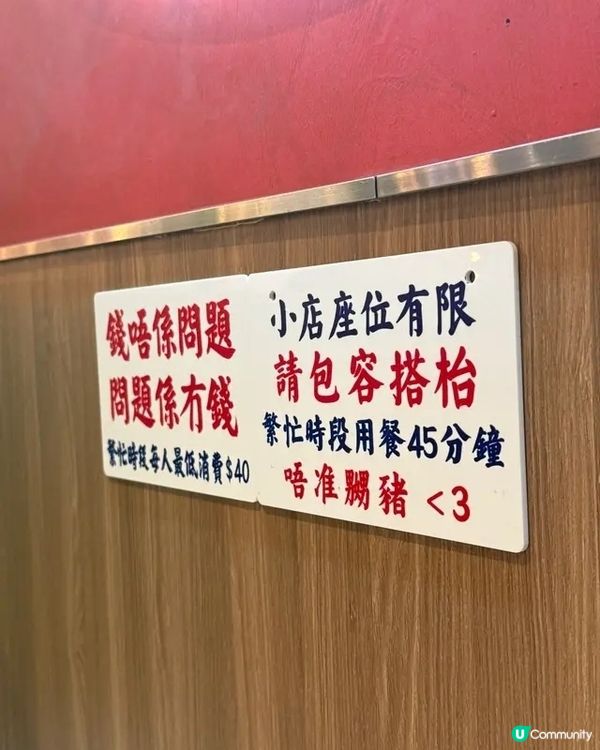 錢唔係問題
問題係冇錢
繁忙時段每人最低消費$40
小店座位有限
請包容搭枱
繁忙時段用餐45分鐘
唔准嬲豬 <3
U Community